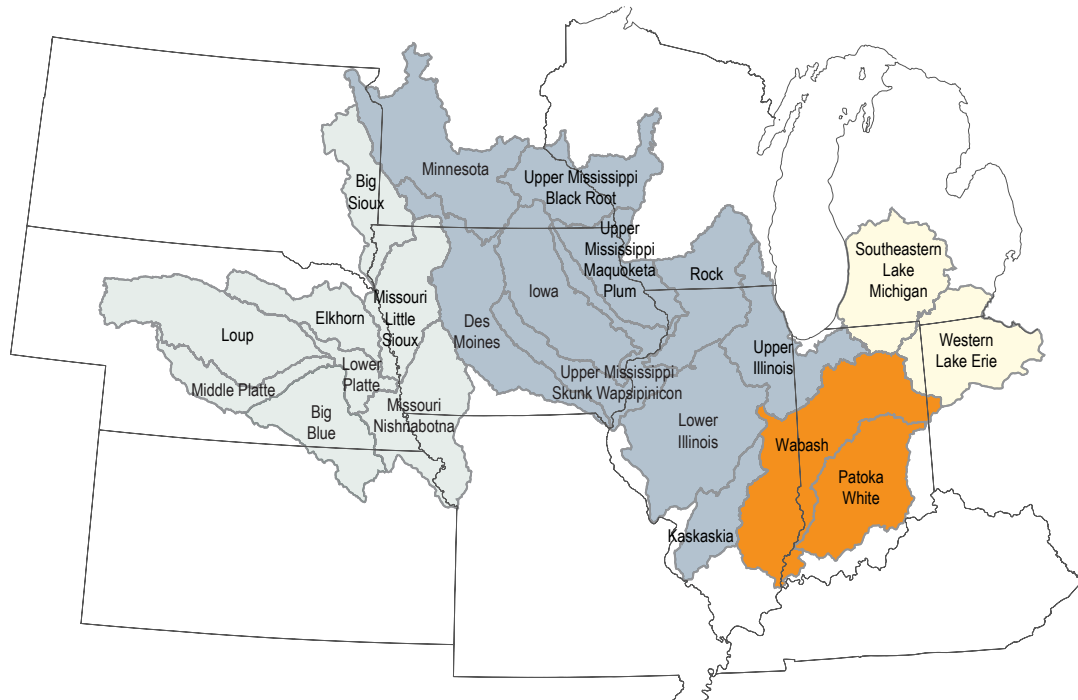 Minnesota
Big
Sioux
Upper Mississippi
Black Root
Upper
Mississippi
Maquoketa
Plum
Rock
Southeastern
Lake
Michigan
Western
Lake Erie
Loup
Elkhorn
Missouri
Little
Sioux
Iowa
Des
Moines
Upper
Illinois
Middle Platte
Lower
Platte
Upper Mississippi
Skunk Wapsipinicon
Big
Blue
Missouri
Nishnabotna
Lower
Illinois
Wabash
Patoka
White
Kaskaskia